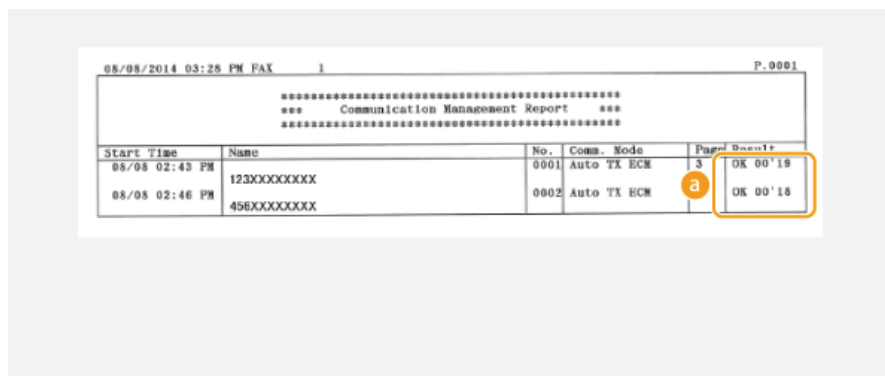 08/08/2014 03:28 PM FAX 1 P.0001
*************************************************
*** Communication Management Report ***
*************************************************
Start Time Name No. Comm. Mode Page Result
08/08 02:43 PM 0001 Auto TX ECM 3 OK 00'19
123XXXXXXXXX
a
08/08 02:46 PM 0002 Auto TX ECM OK 00'18
456XXXXXXXX